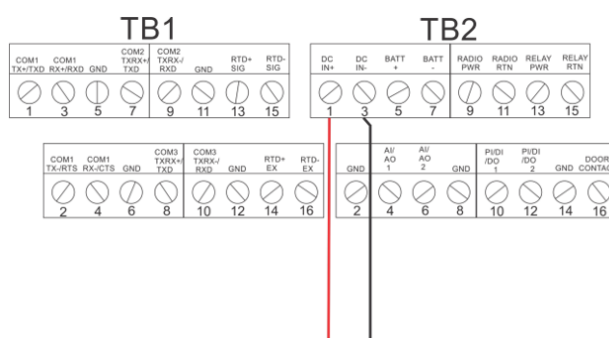 TB1 TB2
COM1 TX+/TXD COM1 RX+/RXD GND COM2 TXRX+/ TXD COM2 TXRX-/ RXD GND RTD+ SIG RTD- SIG
1 3 5 7 9 11 13 15
DC IN+ DC IN- BATT + BATT - RADIO PWR RADIO RTN RELAY PWR RELAY RTN
1 3 5 7 9 11 13 15
COM1 TX-/RTS COM1 RX-/CTS GND COM3 TXRX+/ TXD COM3 TXRX-/ RXD GND RTD+ EX RTD- EX
2 4 6 8 10 12 14 16
GND AI/ AO 1 AI/ AO 2 GND PI/DI /DO 1 PI/DI /DO 2 GND DOOR CONTAC
2 4 6 8 10 12 14 16